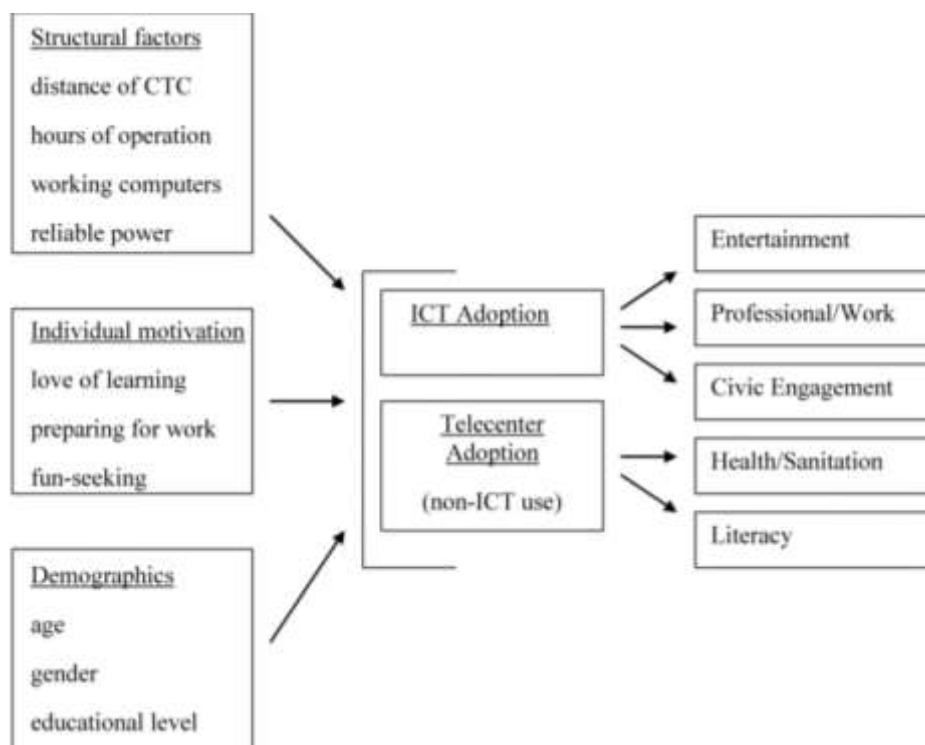 Structural factors
distance of CTC
hours of operation
working computers
reliable power
Individual motivation
love of learning
preparing for work
fun-seeking
Demographics
age
gender
educational level
ICT Adoption
Telecenter
Adoption
(non-ICT use)
Entertainment
Professional/Work
Civic Engagement
Health/Sanitation
Literacy